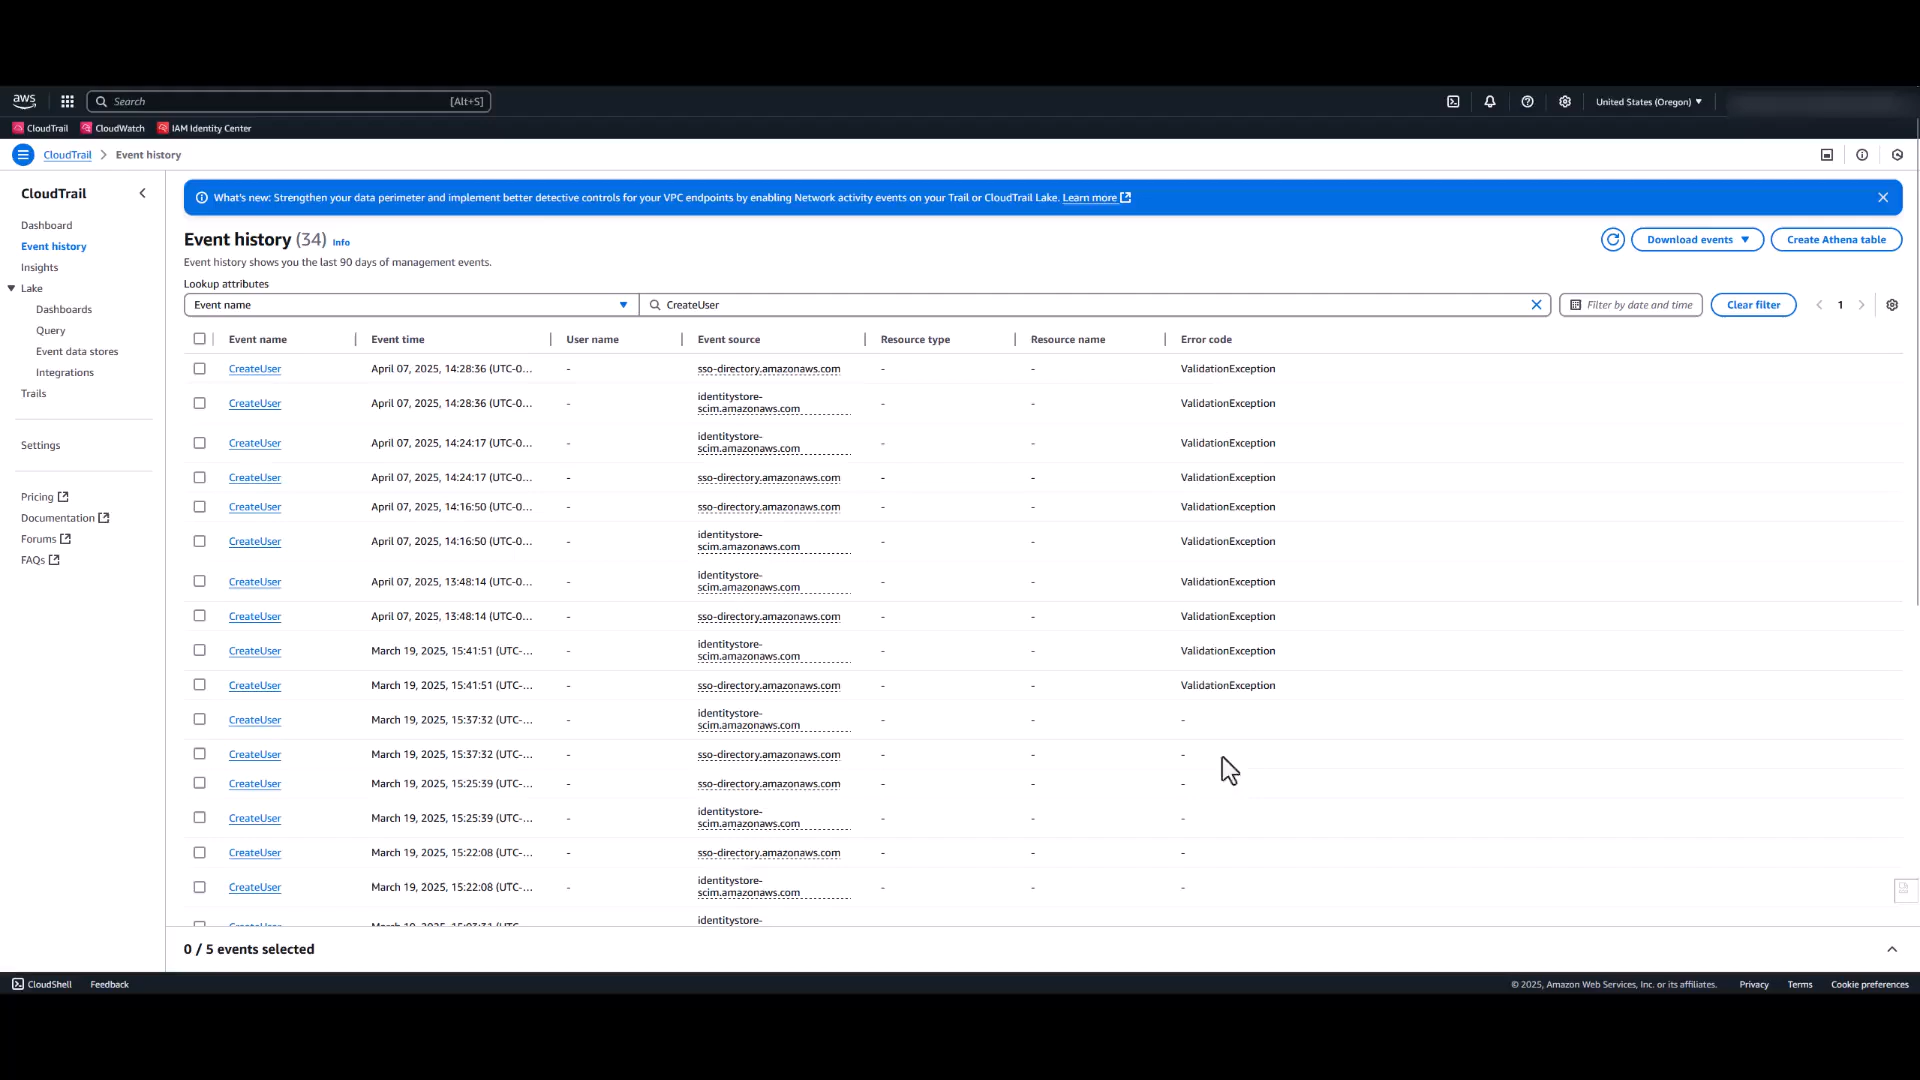 aws
Search
[Alt+S]
United States (Oregon)
CloudTrail
CloudWatch
IAM Identity Center
CloudTrail
Event history
CloudTrail
Dashboard
Event history
Insights
Lake
Dashboards
Query
Event data stores
Integrations
Trails
Settings
Pricing
Documentation
Forums
FAQs
What's new: Strengthen your data perimeter and implement better detective controls for your VPC endpoints by enabling Network activity events on your Trail or CloudTrail Lake. Learn more
Event history (34) Info
Download events
Create Athena table
Event history shows you the last 90 days of management events.
Lookup attributes
Event name
CreateUser
Filter by date and time
Clear filter
1
Event name Event time User name Event source Resource type Resource name Error code
CreateUser April 07, 2025, 14:28:36 (UTC-0... - sso-directory.amazonaws.com - - ValidationException
CreateUser April 07, 2025, 14:28:36 (UTC-0... - identitystore-
scim.amazonaws.com - - ValidationException
CreateUser April 07, 2025, 14:24:17 (UTC-0... - identitystore-
scim.amazonaws.com - - ValidationException
CreateUser April 07, 2025, 14:24:17 (UTC-0... - sso-directory.amazonaws.com - - ValidationException
CreateUser April 07, 2025, 14:16:50 (UTC-0... - sso-directory.amazonaws.com - - ValidationException
CreateUser April 07, 2025, 14:16:50 (UTC-0... - identitystore-
scim.amazonaws.com - - ValidationException
CreateUser April 07, 2025, 13:48:14 (UTC-0... - identitystore-
scim.amazonaws.com - - ValidationException
CreateUser April 07, 2025, 13:48:14 (UTC-0... - sso-directory.amazonaws.com - - ValidationException
CreateUser March 19, 2025, 15:41:51 (UTC-... - identitystore-
scim.amazonaws.com - - ValidationException
CreateUser March 19, 2025, 15:41:51 (UTC-... - sso-directory.amazonaws.com - - ValidationException
CreateUser March 19, 2025, 15:37:32 (UTC-... - identitystore-
scim.amazonaws.com - - -
CreateUser March 19, 2025, 15:37:32 (UTC-... - sso-directory.amazonaws.com - - -
CreateUser March 19, 2025, 15:25:39 (UTC-... - sso-directory.amazonaws.com - - -
CreateUser March 19, 2025, 15:25:39 (UTC-... - identitystore-
scim.amazonaws.com - - -
CreateUser March 19, 2025, 15:22:08 (UTC-... - sso-directory.amazonaws.com - - -
CreateUser March 19, 2025, 15:22:08 (UTC-... - identitystore-
scim.amazonaws.com - - -
identitystore-
0 / 5 events selected
CloudShell
Feedback
© 2025, Amazon Web Services, Inc. or its affiliates.
Privacy
Terms
Cookie preferences